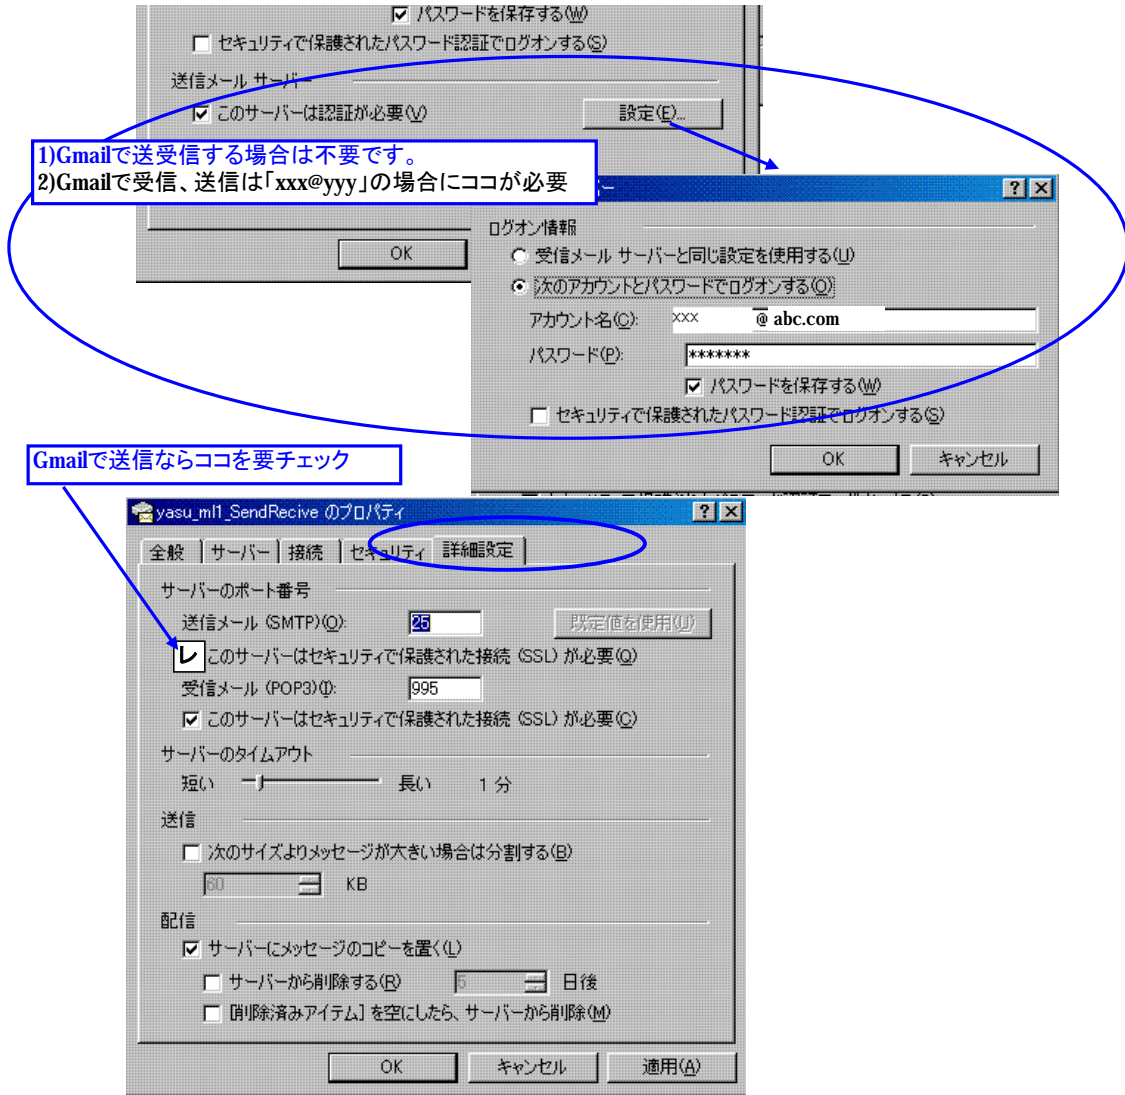 パスワードを保存する(W)
セキュリティで保護されたパスワード認証でログオンする(S)
送信メール サーバー
このサーバーは認証が必要(V)
設定(E)...
1)Gmailで送受信する場合は不要です。
2)Gmailで受信、送信は「xxx@yyy」の場合にココが必要
ログオン情報
OK
受信メール サーバーと同じ設定を使用する(U)
次のアカウントとパスワードでログオンする(O)
アカウント名(C): xxx @ abc.com
パスワード(P): *******
パスワードを保存する(W)
セキュリティで保護されたパスワード認証でログオンする(S)
OK キャンセル
Gmailで送信ならココを要チェック
yasu_ml1_SendRecive のプロパティ
全般 サーバー 接続 セキュリティ 詳細設定
サーバーのポート番号
送信メール (SMTP)(O): 25 既定値を使用(U)
レ このサーバーはセキュリティで保護された接続 (SSL) が必要(Q)
受信メール (POP3)(I): 995
このサーバーはセキュリティで保護された接続 (SSL) が必要(C)
サーバーのタイムアウト
短い 長い 1 分
送信
次のサイズよりメッセージが大きい場合は分割する(B)
60 KB
配信
サーバーにメッセージのコピーを置く(L)
サーバーから削除する(R) 5 日後
[削除済みアイテム] を空にしたら、サーバーから削除(M)
OK キャンセル 適用(A)